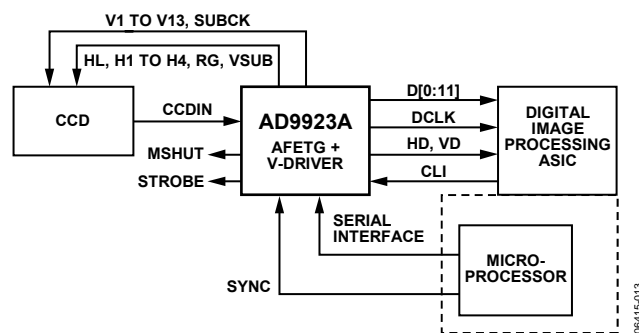 V1 TO V13, SUBCK
HL, H1 TO H4, RG, VSUB
CCD
CCDIN
MSHUT
STROBE
AD9923A
AFETG +
V-DRIVER
D[0:11]
DCLK
HD, VD
CLI
DIGITAL
IMAGE
PROCESSING
ASIC
SERIAL
INTERFACE
SYNC
MICRO-
PROCESSOR
06415-013